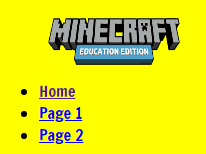 MINECRAFT
EDUCATION EDITION
Home
Page 1
Page 2